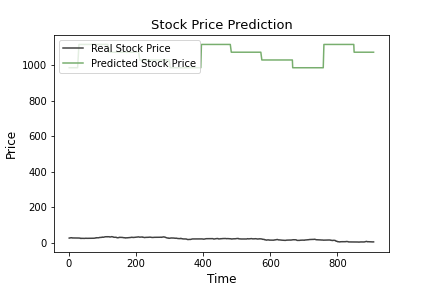 Stock Price Prediction
Real Stock Price
Predicted Stock Price
1000
800
600
400
200
0
Price
0 200 400 600 800
Time